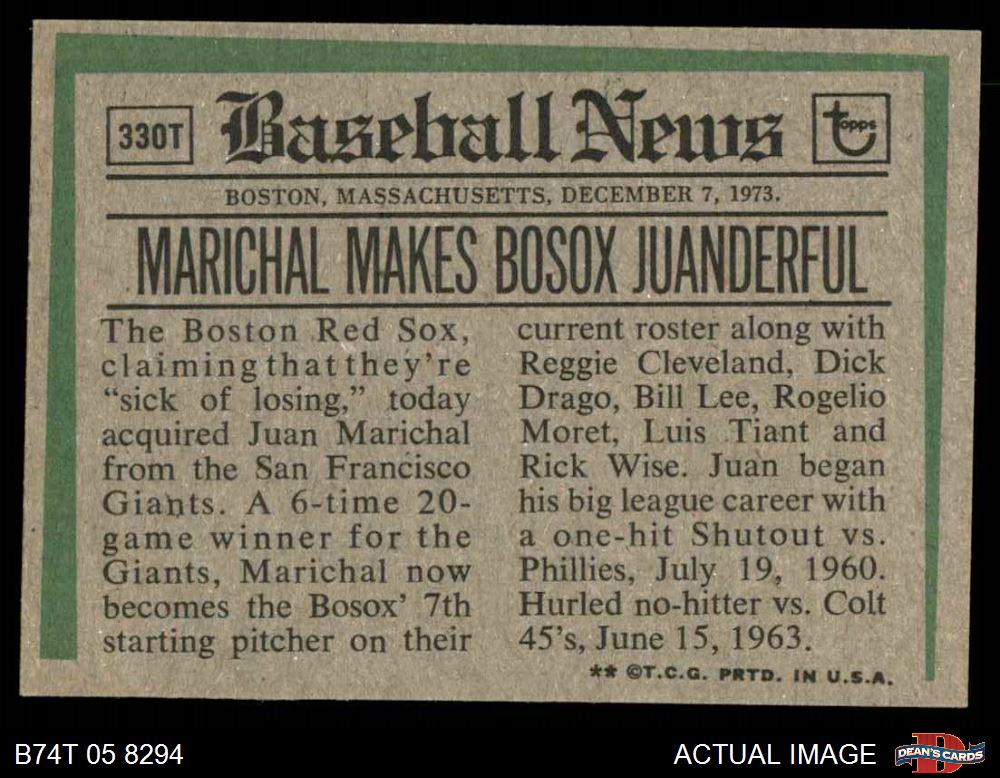 330T
Baseball News
topps
BOSTON, MASSACHUSETTS, DECEMBER 7, 1973.
MARICHAL MAKES BOSOX JUANDERFUL
The Boston Red Sox,
claiming that they're
"sick of losing," today
acquired Juan Marichal
from the San Francisco
Giants. A 6-time 20-
game winner for the
Giants, Marichal now
becomes the Bosox' 7th
starting pitcher on their
current roster along with
Reggie Cleveland, Dick
Drago, Bill Lee, Rogelio
Moret, Luis Tiant and
Rick Wise. Juan began
his big league career with
a one-hit Shutout vs.
Phillies, July 19, 1960.
Hurled no-hitter vs. Colt
45's, June 15, 1963.
** ©T.C.G. PRTD. IN U.S.A.
B74T 05 8294
ACTUAL IMAGE
DEAN'S CARDS